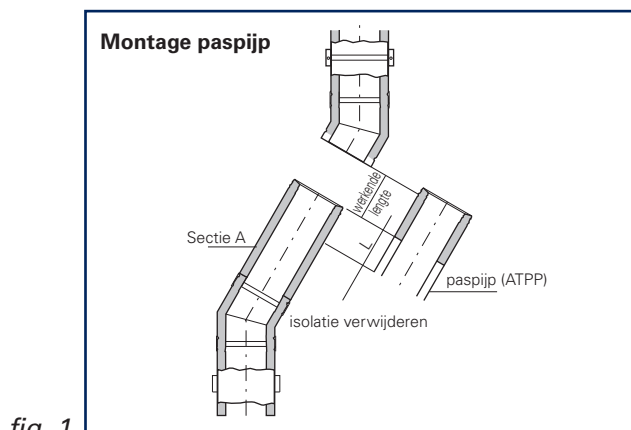 Montage paspijp
werkende
lengte
Sectie A
L
paspijp (ATPP)
isolatie verwijderen
fig. 1